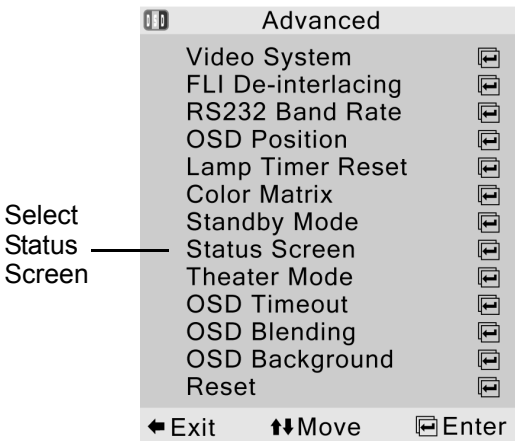 OSD Advanced
Video System
FLI De-interlacing
RS232 Band Rate
OSD Position
Lamp Timer Reset
Color Matrix
Standby Mode
Select
Status
Screen
Status Screen
Theater Mode
OSD Timeout
OSD Blending
OSD Background
Reset
Exit Move Enter